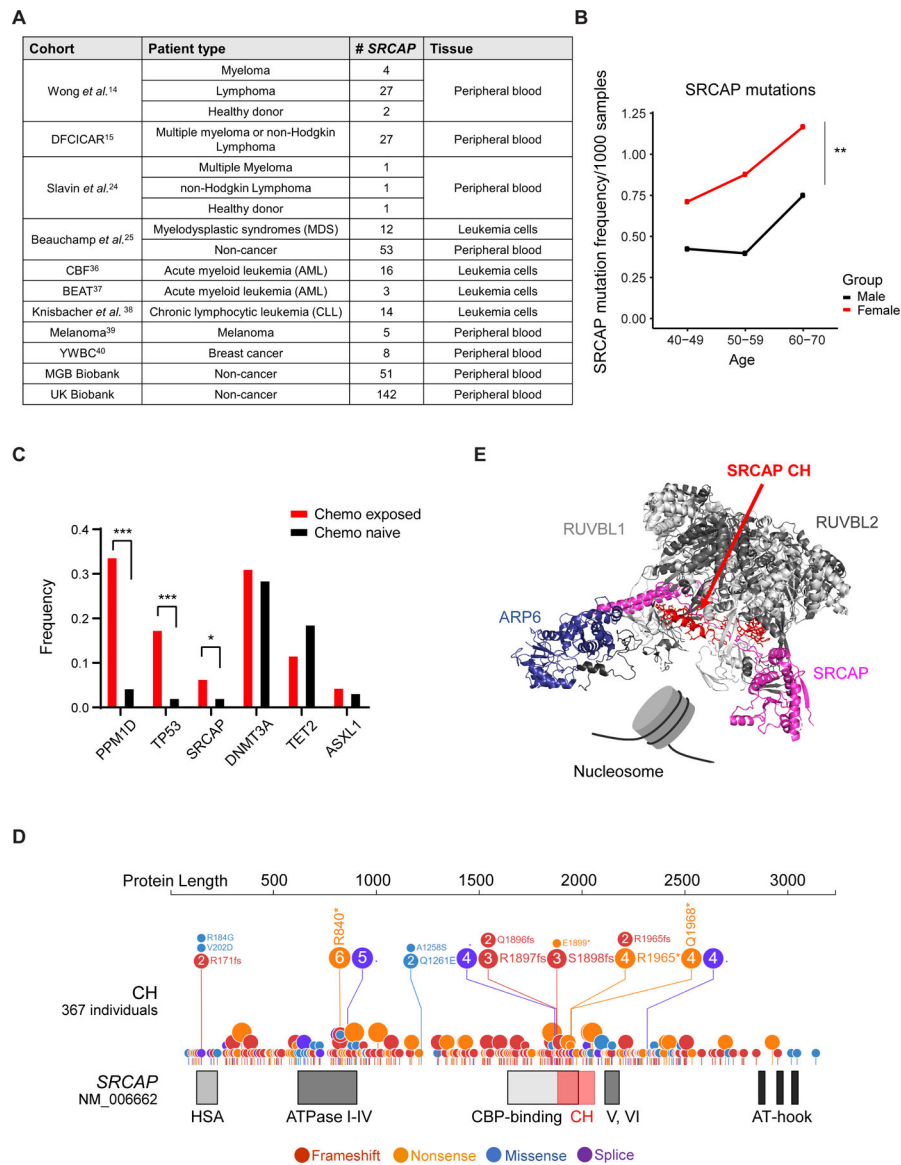 A
Cohort Patient type # SRCAP Tissue
Wong et al.14 Myeloma 4 Peripheral blood
Lymphoma 27
Healthy donor 2
DFCICAR15 Multiple myeloma or non-Hodgkin Lymphoma 27 Peripheral blood
Slavin et al.24 Multiple Myeloma 1 Peripheral blood
non-Hodgkin Lymphoma 1
Healthy donor 1
Beauchamp et al.25 Myelodysplastic syndromes (MDS) 12 Leukemia cells
Non-cancer 53 Peripheral blood
CBF36 Acute myeloid leukemia (AML) 16 Leukemia cells
BEAT37 Acute myeloid leukemia (AML) 3 Leukemia cells
Knisbacher et al. 38 Chronic lymphocytic leukemia (CLL) 14 Leukemia cells
Melanoma39 Melanoma 5 Peripheral blood
YWBC40 Breast cancer 8 Peripheral blood
MGB Biobank Non-cancer 51 Peripheral blood
UK Biobank Non-cancer 142 Peripheral blood
B
SRCAP mutations
SRCAP mutation frequency/1000 samples
1.25
1.00
0.75
0.50
0.25
0.00
**
Group
Male
Female
40–49 50–59 60–70
Age
C
Chemo exposed
Chemo naive
Frequency
0.4
0.3
0.2
0.1
0.0
*** *** *
PPM1D TP53 SRCAP DNMT3A TET2 ASXL1
E
SRCAP CH
RUVBL1
RUVBL2
ARP6
SRCAP
Nucleosome
D
Protein Length 500 1000 1500 2000 2500 3000
R184G
V202D
2 R171fs
R840*
6 5 .
A1258S
2 Q1261E
4 .
2 Q1896fs
3 R1897fs
E1899*
3 S1898fs
2 R1965fs
4 R1965*
Q1968*
4 4 .
CH
367 individuals
SRCAP
NM_006662
HSA ATPase I-IV CBP-binding CH V, VI AT-hook
Frameshift Nonsense Missense Splice